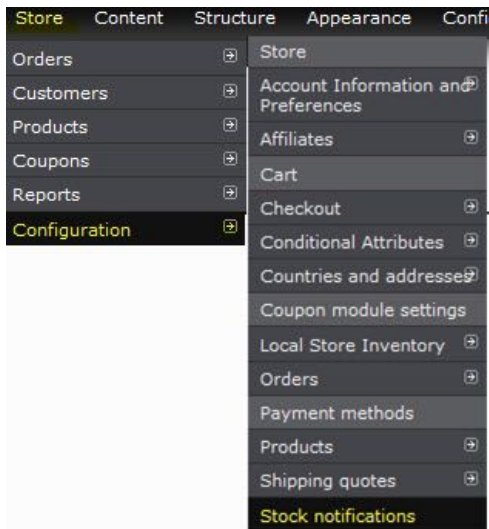 Store Content Structure Appearance Confi
Orders
Customers
Products
Coupons
Reports
Configuration
Store
Account Information and
Preferences
Affiliates
Cart
Checkout
Conditional Attributes
Countries and addresses
Coupon module settings
Local Store Inventory
Orders
Payment methods
Products
Shipping quotes
Stock notifications